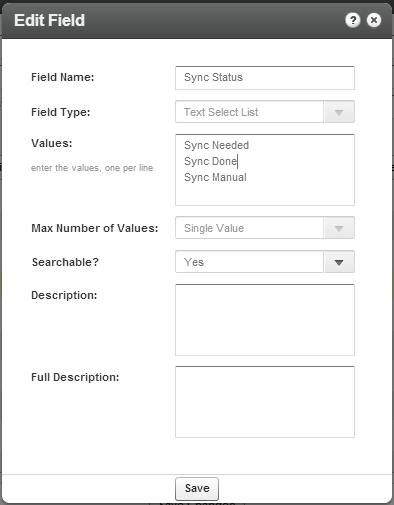 Edit Field
?
Field Name: Sync Status
Field Type: Text Select List
Values: Sync Needed
enter the values, one per line Sync Done
Sync Manual
Max Number of Values: Single Value
Searchable? Yes
Description:
Full Description:
Save